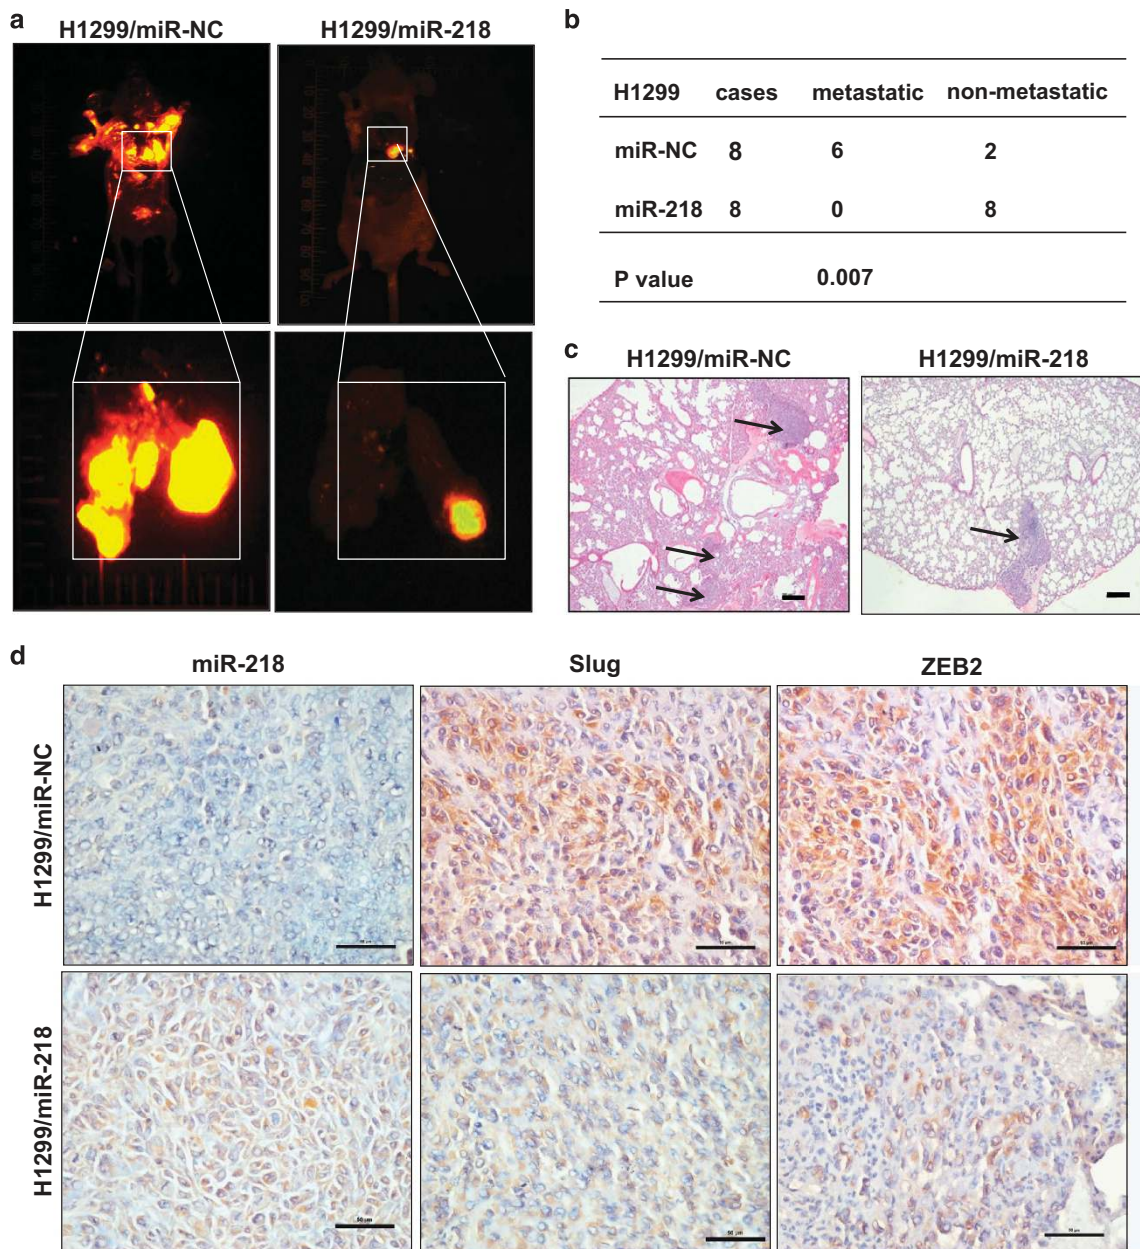 a
H1299/miR-NC H1299/miR-218
b
H1299 cases metastatic non-metastatic
miR-NC 8 6 2
miR-218 8 0 8
P value 0.007
c
H1299/miR-NC H1299/miR-218
d
miR-218 Slug ZEB2
H1299/miR-NC
H1299/miR-218
50 µm